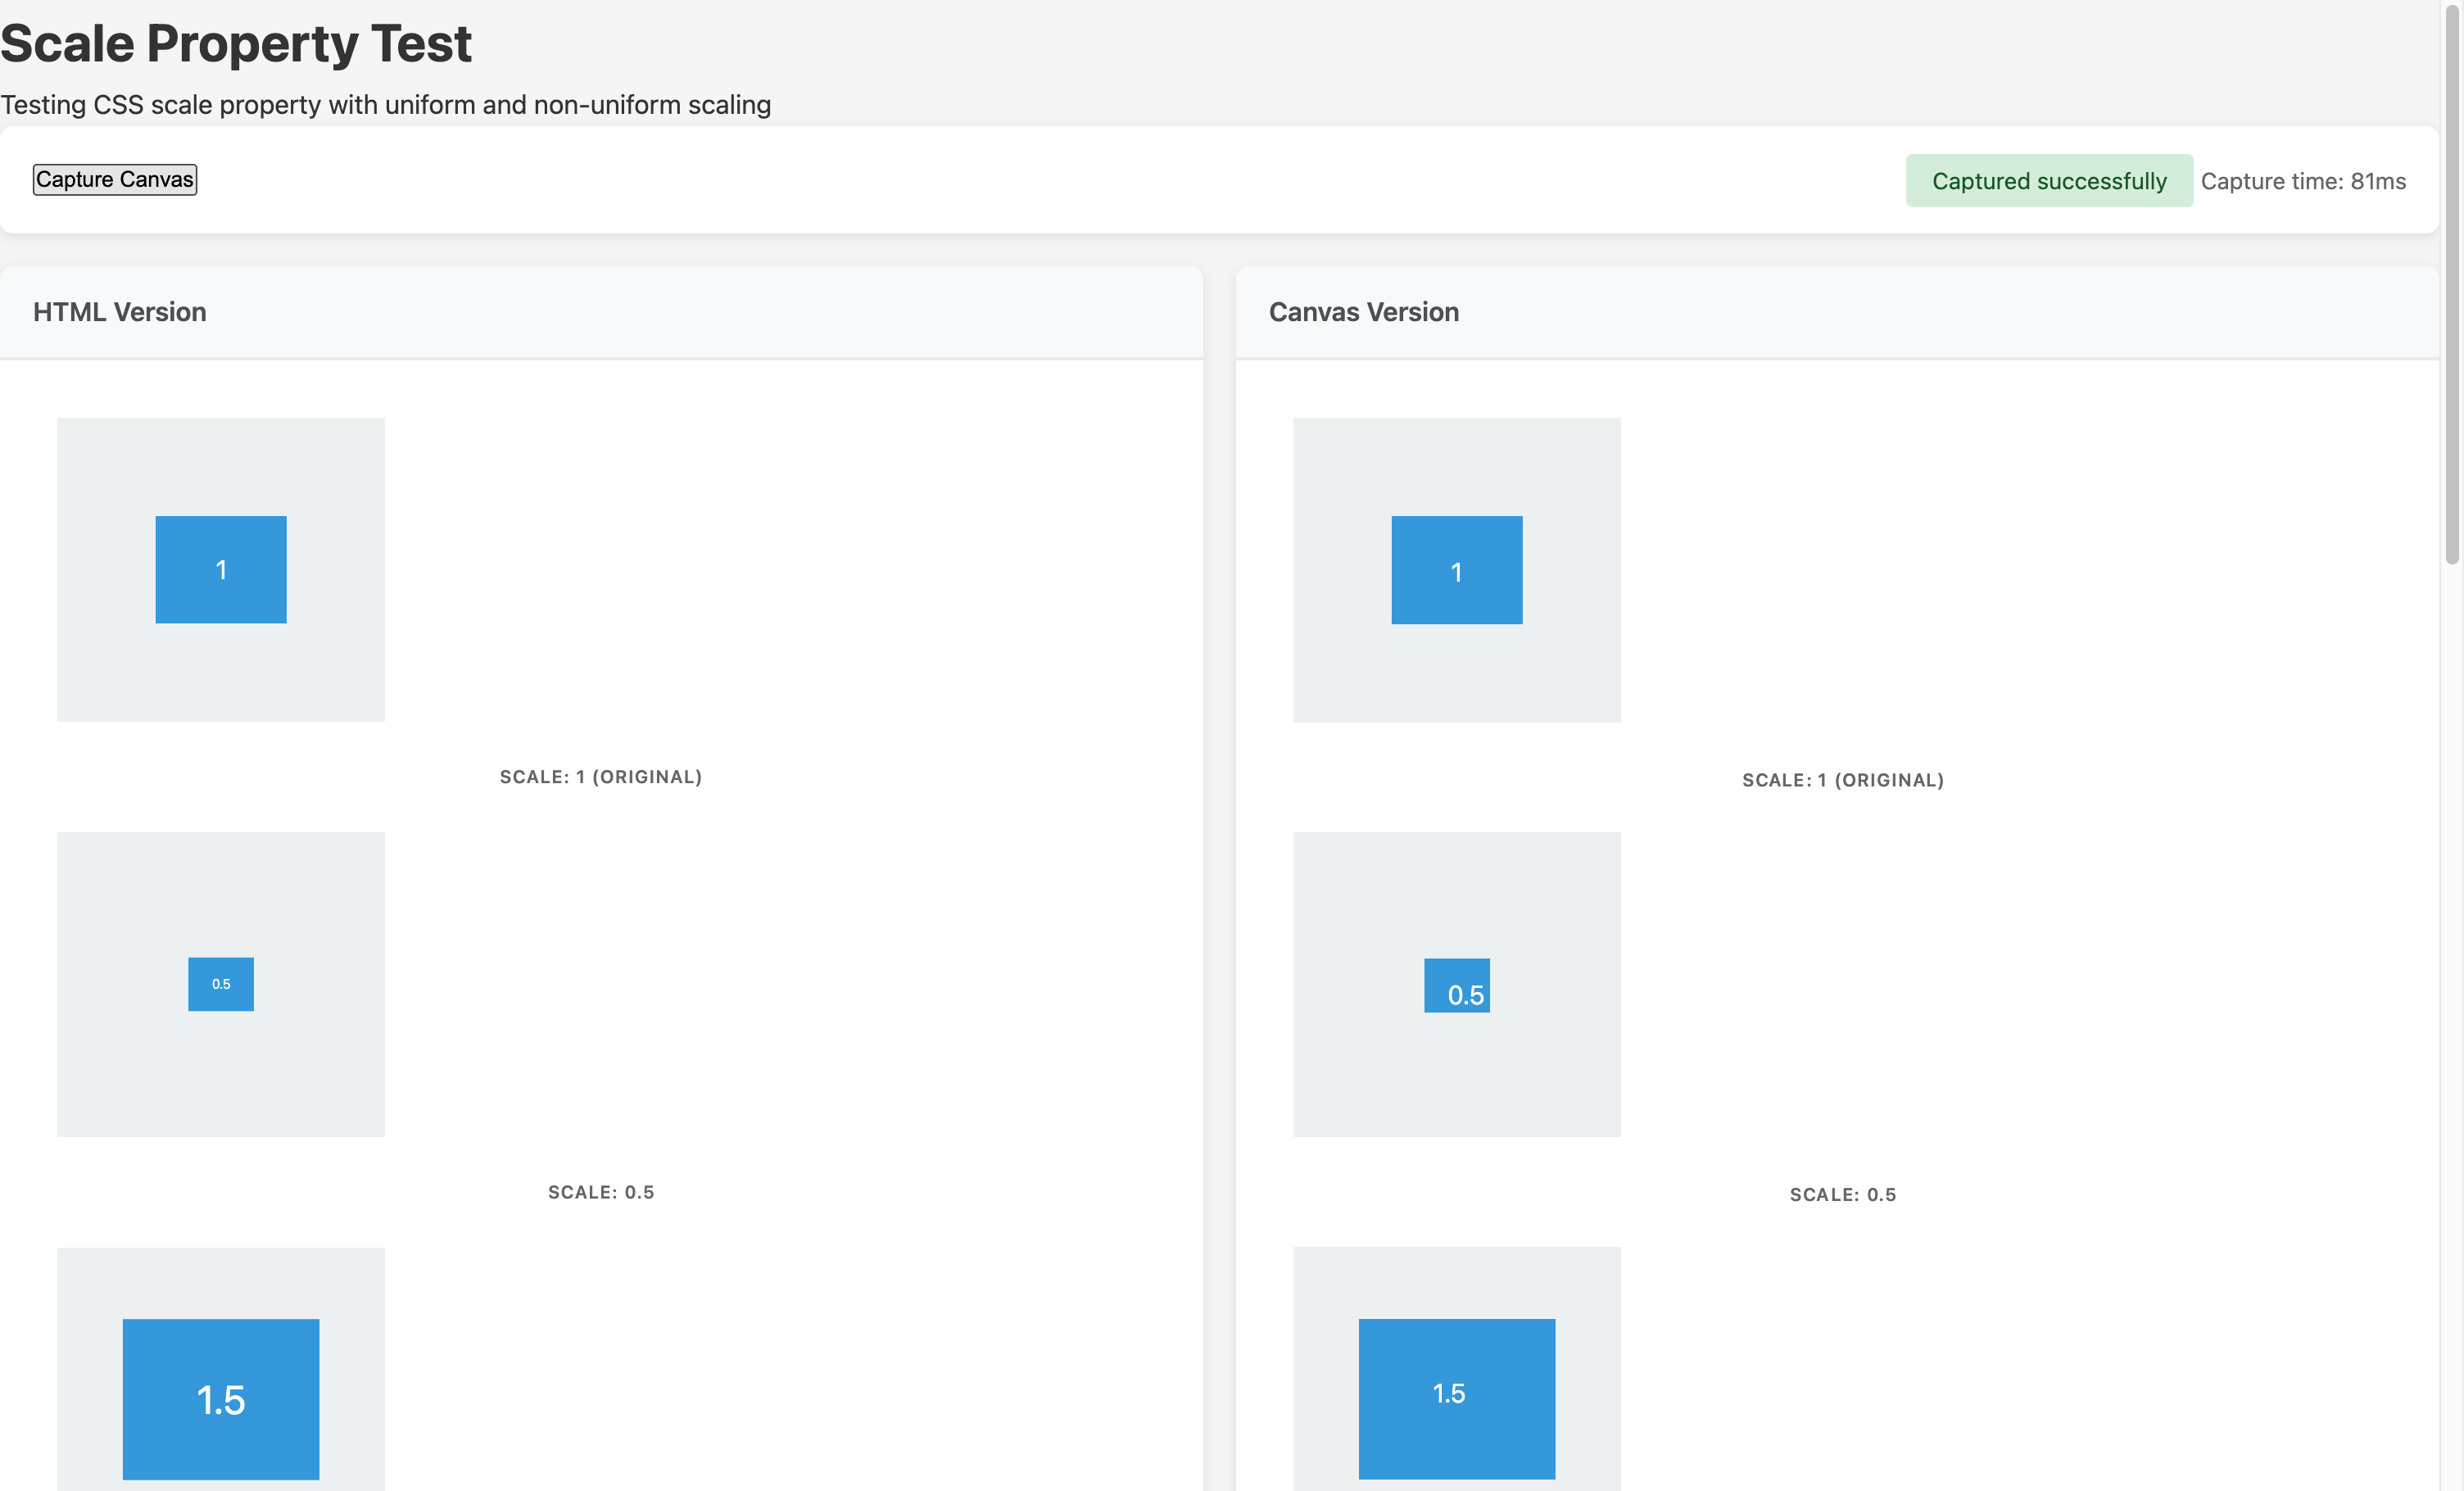 Scale Property Test
Testing CSS scale property with uniform and non-uniform scaling
Capture Canvas
Captured successfully
Capture time: 81ms
HTML Version
1
SCALE: 1 (ORIGINAL)
0.5
SCALE: 0.5
1.5
Canvas Version
1
SCALE: 1 (ORIGINAL)
0.5
SCALE: 0.5
1.5